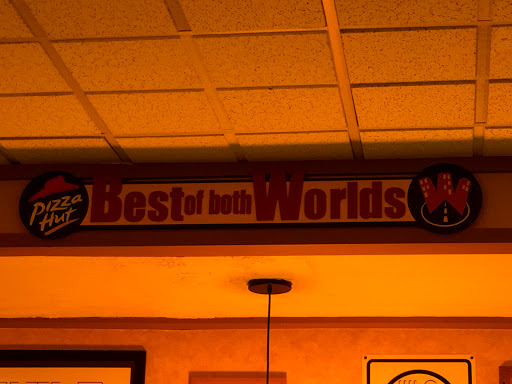 Pizza Hut
Best of both Worlds
W